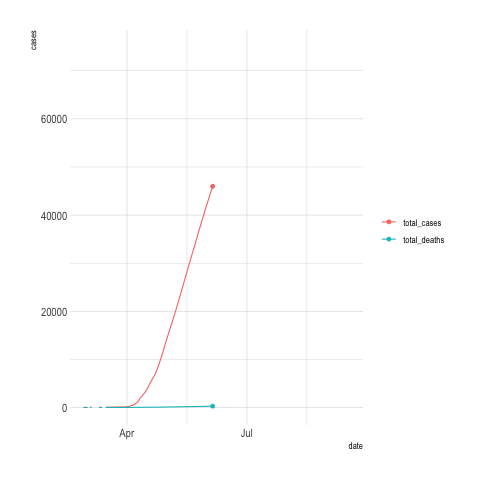 cases
60000
40000
20000
0
Apr
Jul
date
total_cases
total_deaths